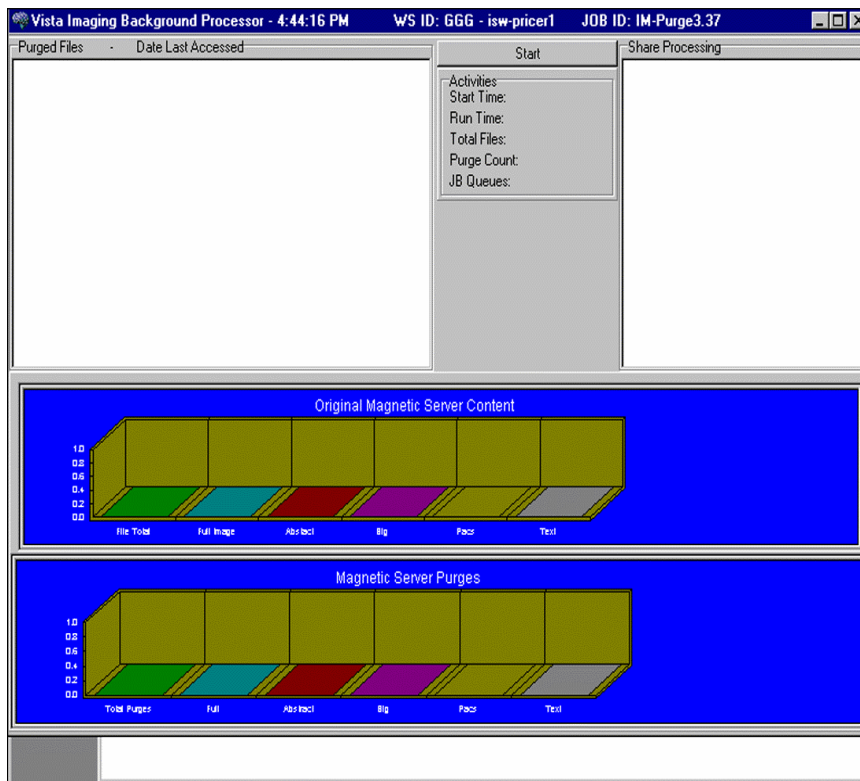 Vista Imaging Background Processor - 4:44:16 PM WS ID: GGG - isw-pricer1 JOB ID: IM-Purge3.37
Purged Files - Date Last Accessed
Start
Share Processing
Activities
Start Time:
Run Time:
Total Files:
Purge Count:
JB Queues:
Original Magnetic Server Content
1.0
0.8
0.6
0.4
0.2
0.0
File Total Full Image Abstact Big Pacs Text
Magnetic Server Purges
1.0
0.8
0.6
0.4
0.2
0.0
Total Purges Full Abstract Big Pacs Text